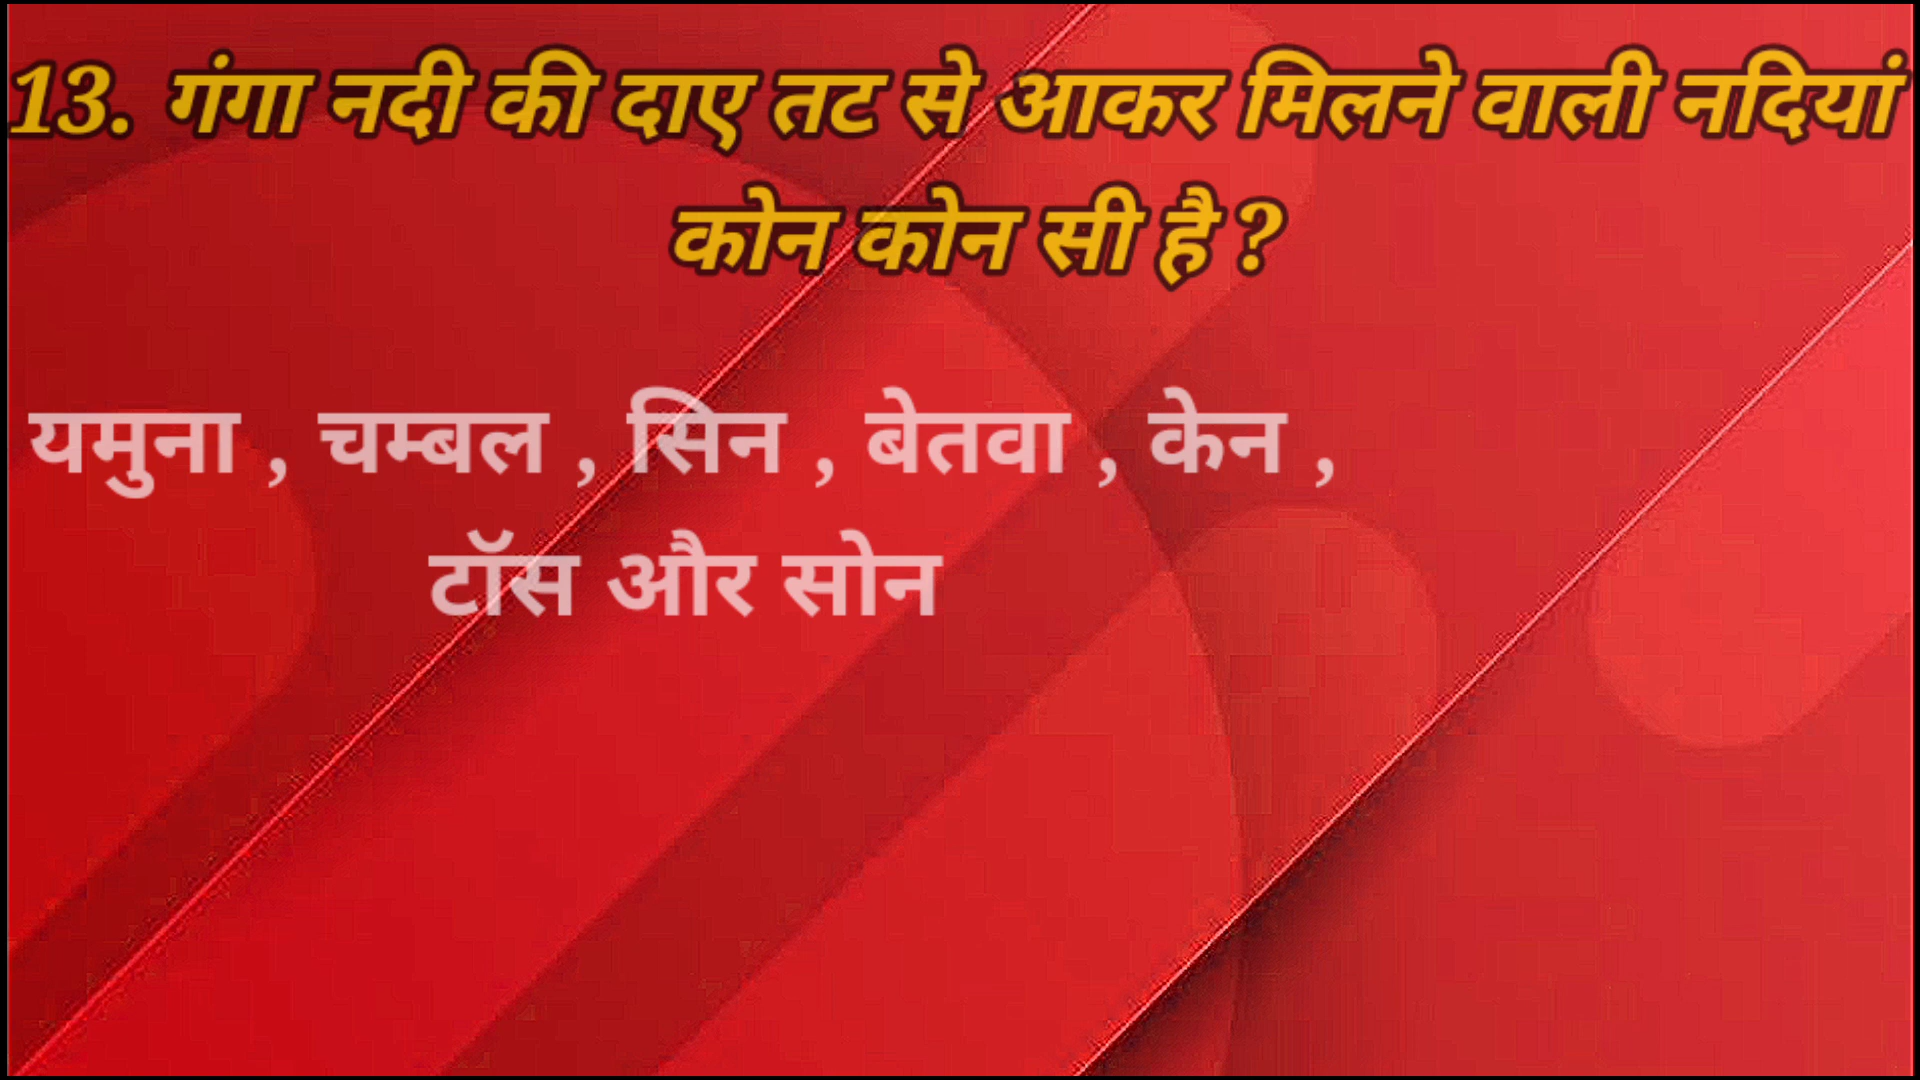 13. गंगा नदी की दाए तट से आकर मिलने वाली नदियां
कोन कोन सी है ?
यमुना , चम्बल , सिन , बेतवा , केन ,
टॉस और सोन